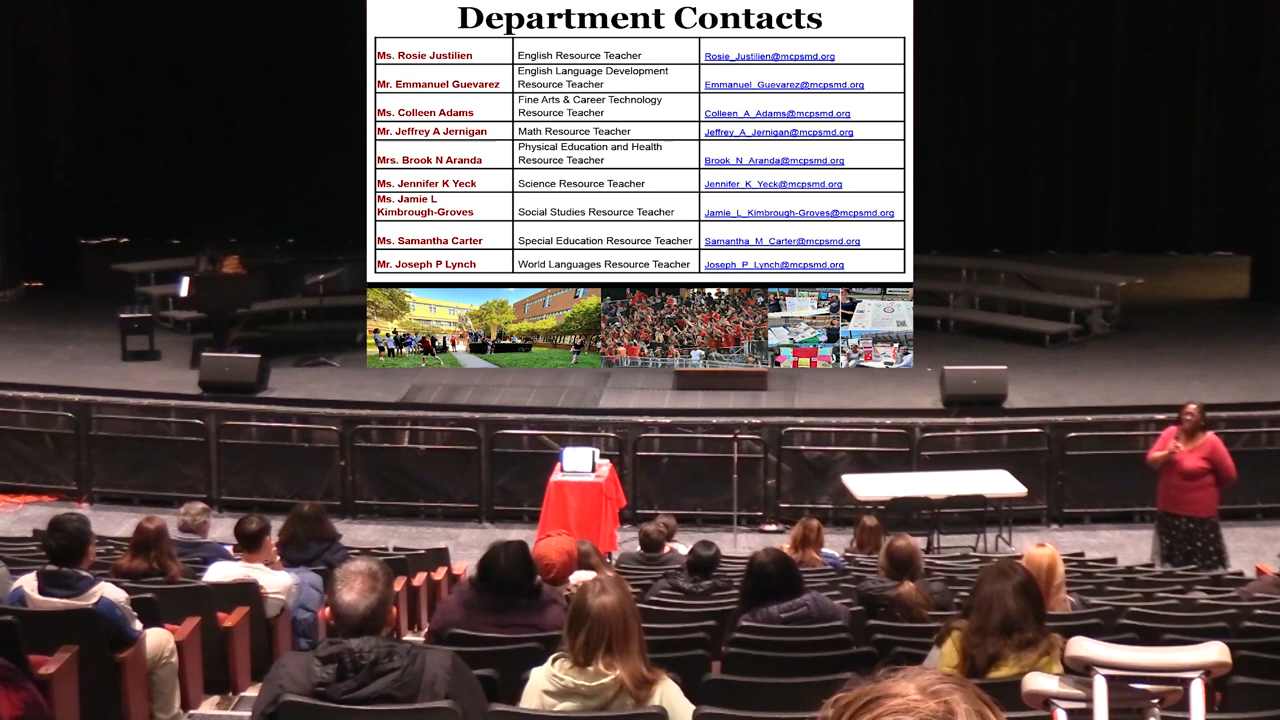 Department Contacts
Ms. Rosie Justilien English Resource Teacher Rosie_Justilien@mcpsmd.org
English Language Development
Mr. Emmanuel Guevarez Resource Teacher Emmanuel_Guevarez@mcpsmd.org
Fine Arts & Career Technology
Ms. Colleen Adams Resource Teacher Colleen_A_Adams@mcpsmd.org
Mr. Jeffrey A Jernigan Math Resource Teacher Jeffrey_A_Jernigan@mcpsmd.org
Physical Education and Health
Mrs. Brook N Aranda Resource Teacher Brook_N_Aranda@mcpsmd.org
Ms. Jennifer K Yeck Science Resource Teacher Jennifer_K_Yeck@mcpsmd.org
Ms. Jamie L
Kimbrough-Groves Social Studies Resource Teacher Jamie_L_Kimbrough-Groves@mcpsmd.org
Ms. Samantha Carter Special Education Resource Teacher Samantha_M_Carter@mcpsmd.org
Mr. Joseph P Lynch World Languages Resource Teacher Joseph_P_Lynch@mcpsmd.org